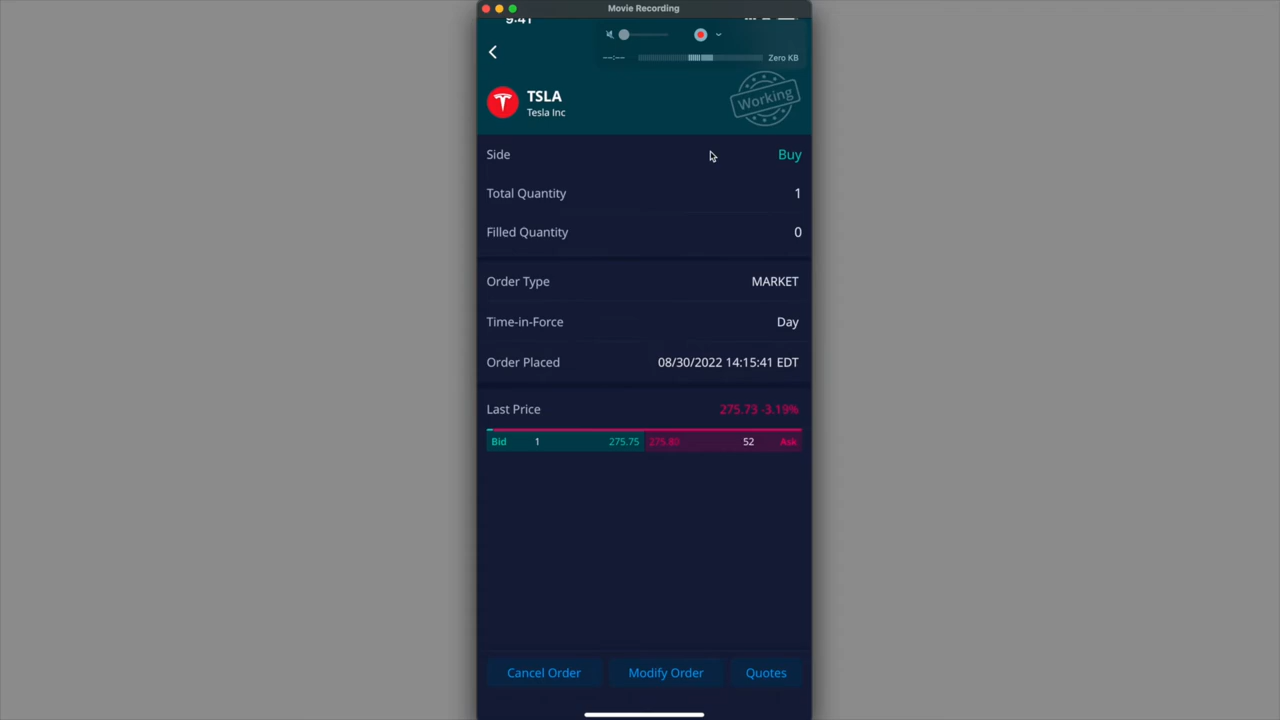 Movie Recording
9:41
--:--
Zero KB
TSLA
Tesla Inc
Working
Side Buy
Total Quantity 1
Filled Quantity 0
Order Type MARKET
Time-in-Force Day
Order Placed 08/30/2022 14:15:41 EDT
Last Price 275.73 -3.19%
Bid 1 275.75 275.80 52 Ask
Cancel Order Modify Order Quotes